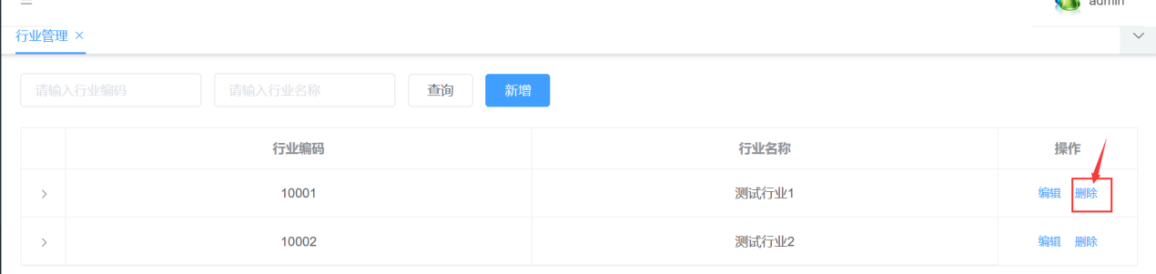 admin
行业管理 ×
请输入行业编码 请输入行业名称 查询 新增
行业编码 行业名称 操作
10001 测试行业1 编辑 删除
10002 测试行业2 编辑 删除